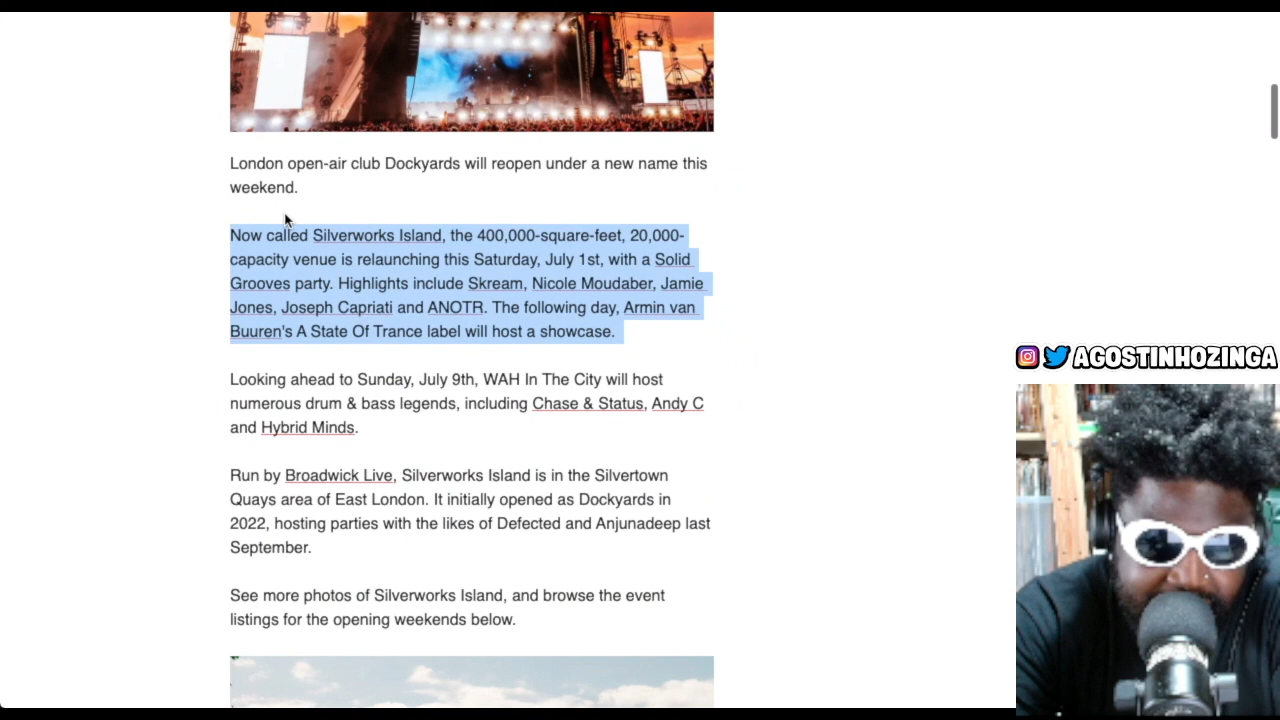 London open-air club Dockyards will reopen under a new name this
weekend.
Now called Silverworks Island, the 400,000-square-feet, 20,000-
capacity venue is relaunching this Saturday, July 1st, with a Solid
Grooves party. Highlights include Skream, Nicole Moudaber, Jamie
Jones, Joseph Capriati and ANOTR. The following day, Armin van
Buuren's A State Of Trance label will host a showcase.
Looking ahead to Sunday, July 9th, WAH In The City will host
numerous drum & bass legends, including Chase & Status, Andy C
and Hybrid Minds.
Run by Broadwick Live, Silverworks Island is in the Silvertown
Quays area of East London. It initially opened as Dockyards in
2022, hosting parties with the likes of Defected and Anjunadeep last
September.
See more photos of Silverworks Island, and browse the event
listings for the opening weekends below.
AGOSTINHOZINGA